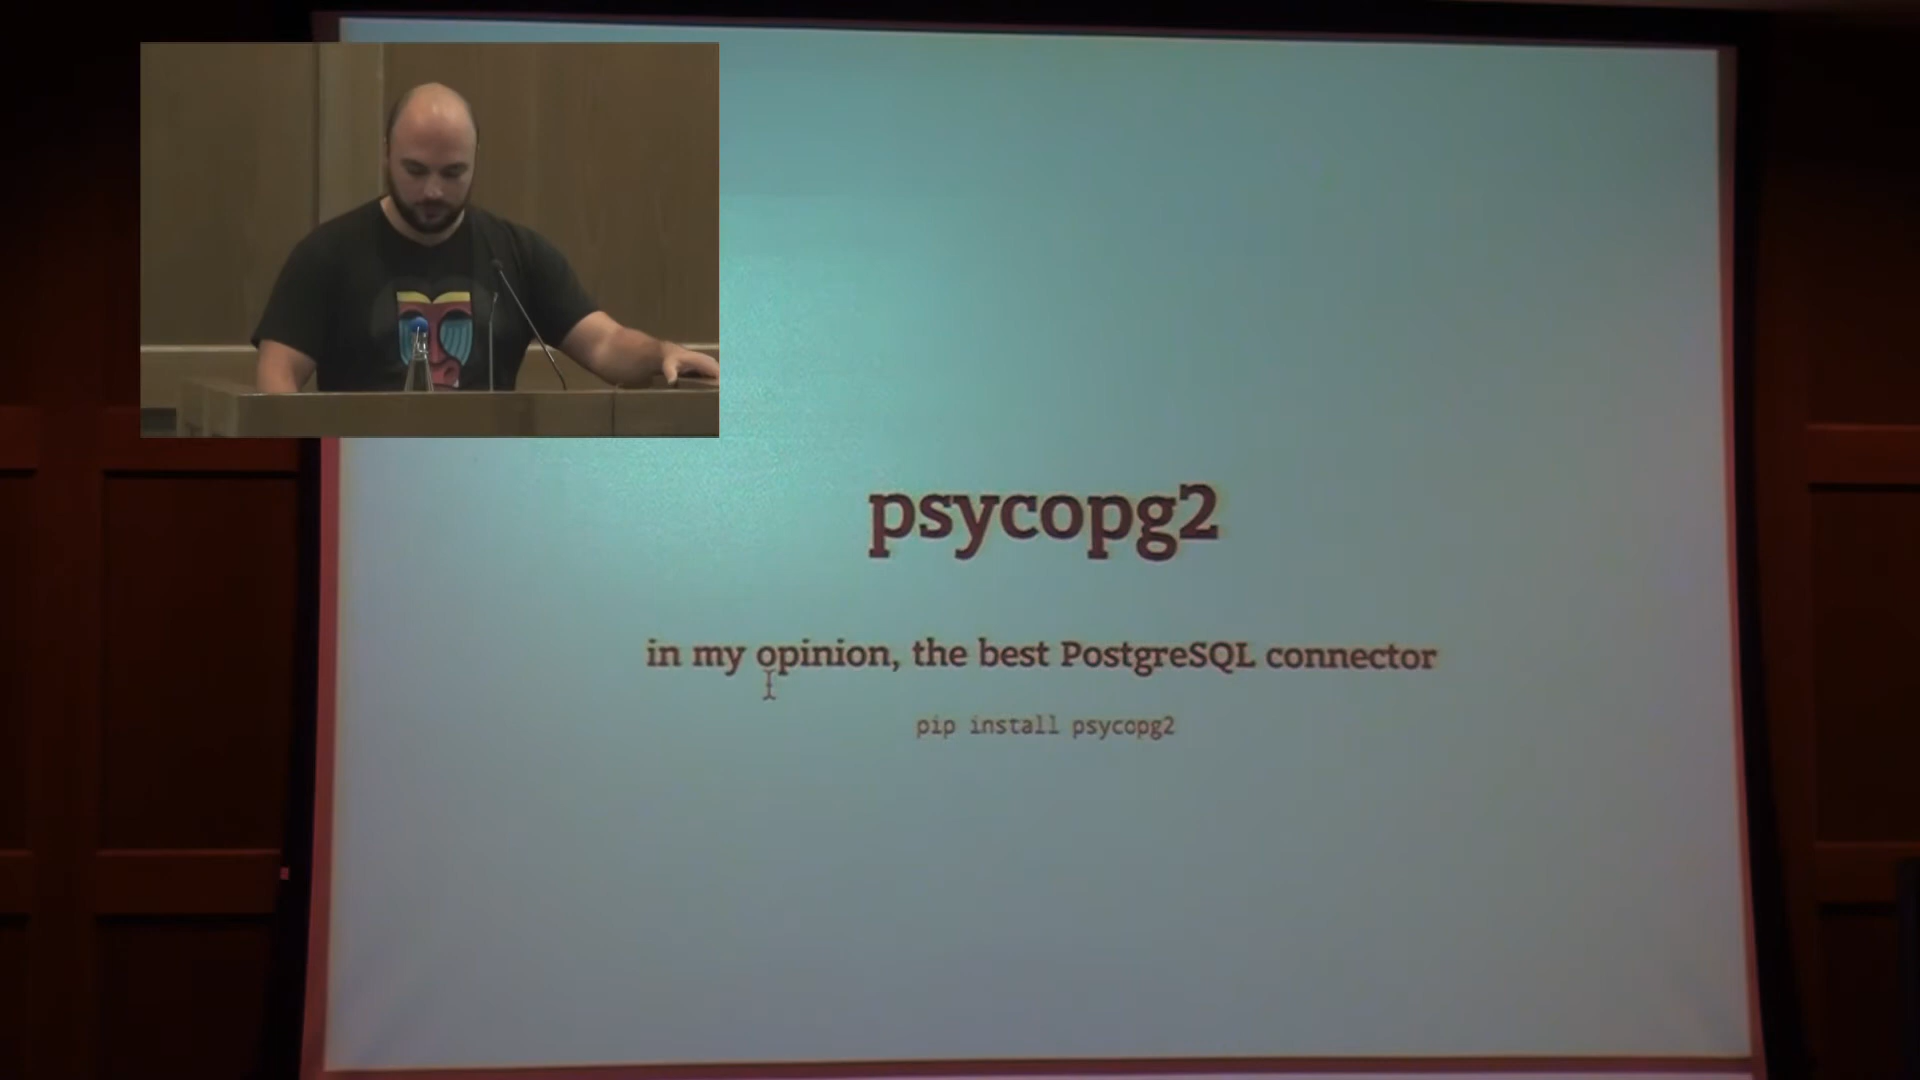 psycopg2
in my opinion, the best PostgreSQL connector
pip install psycopg2